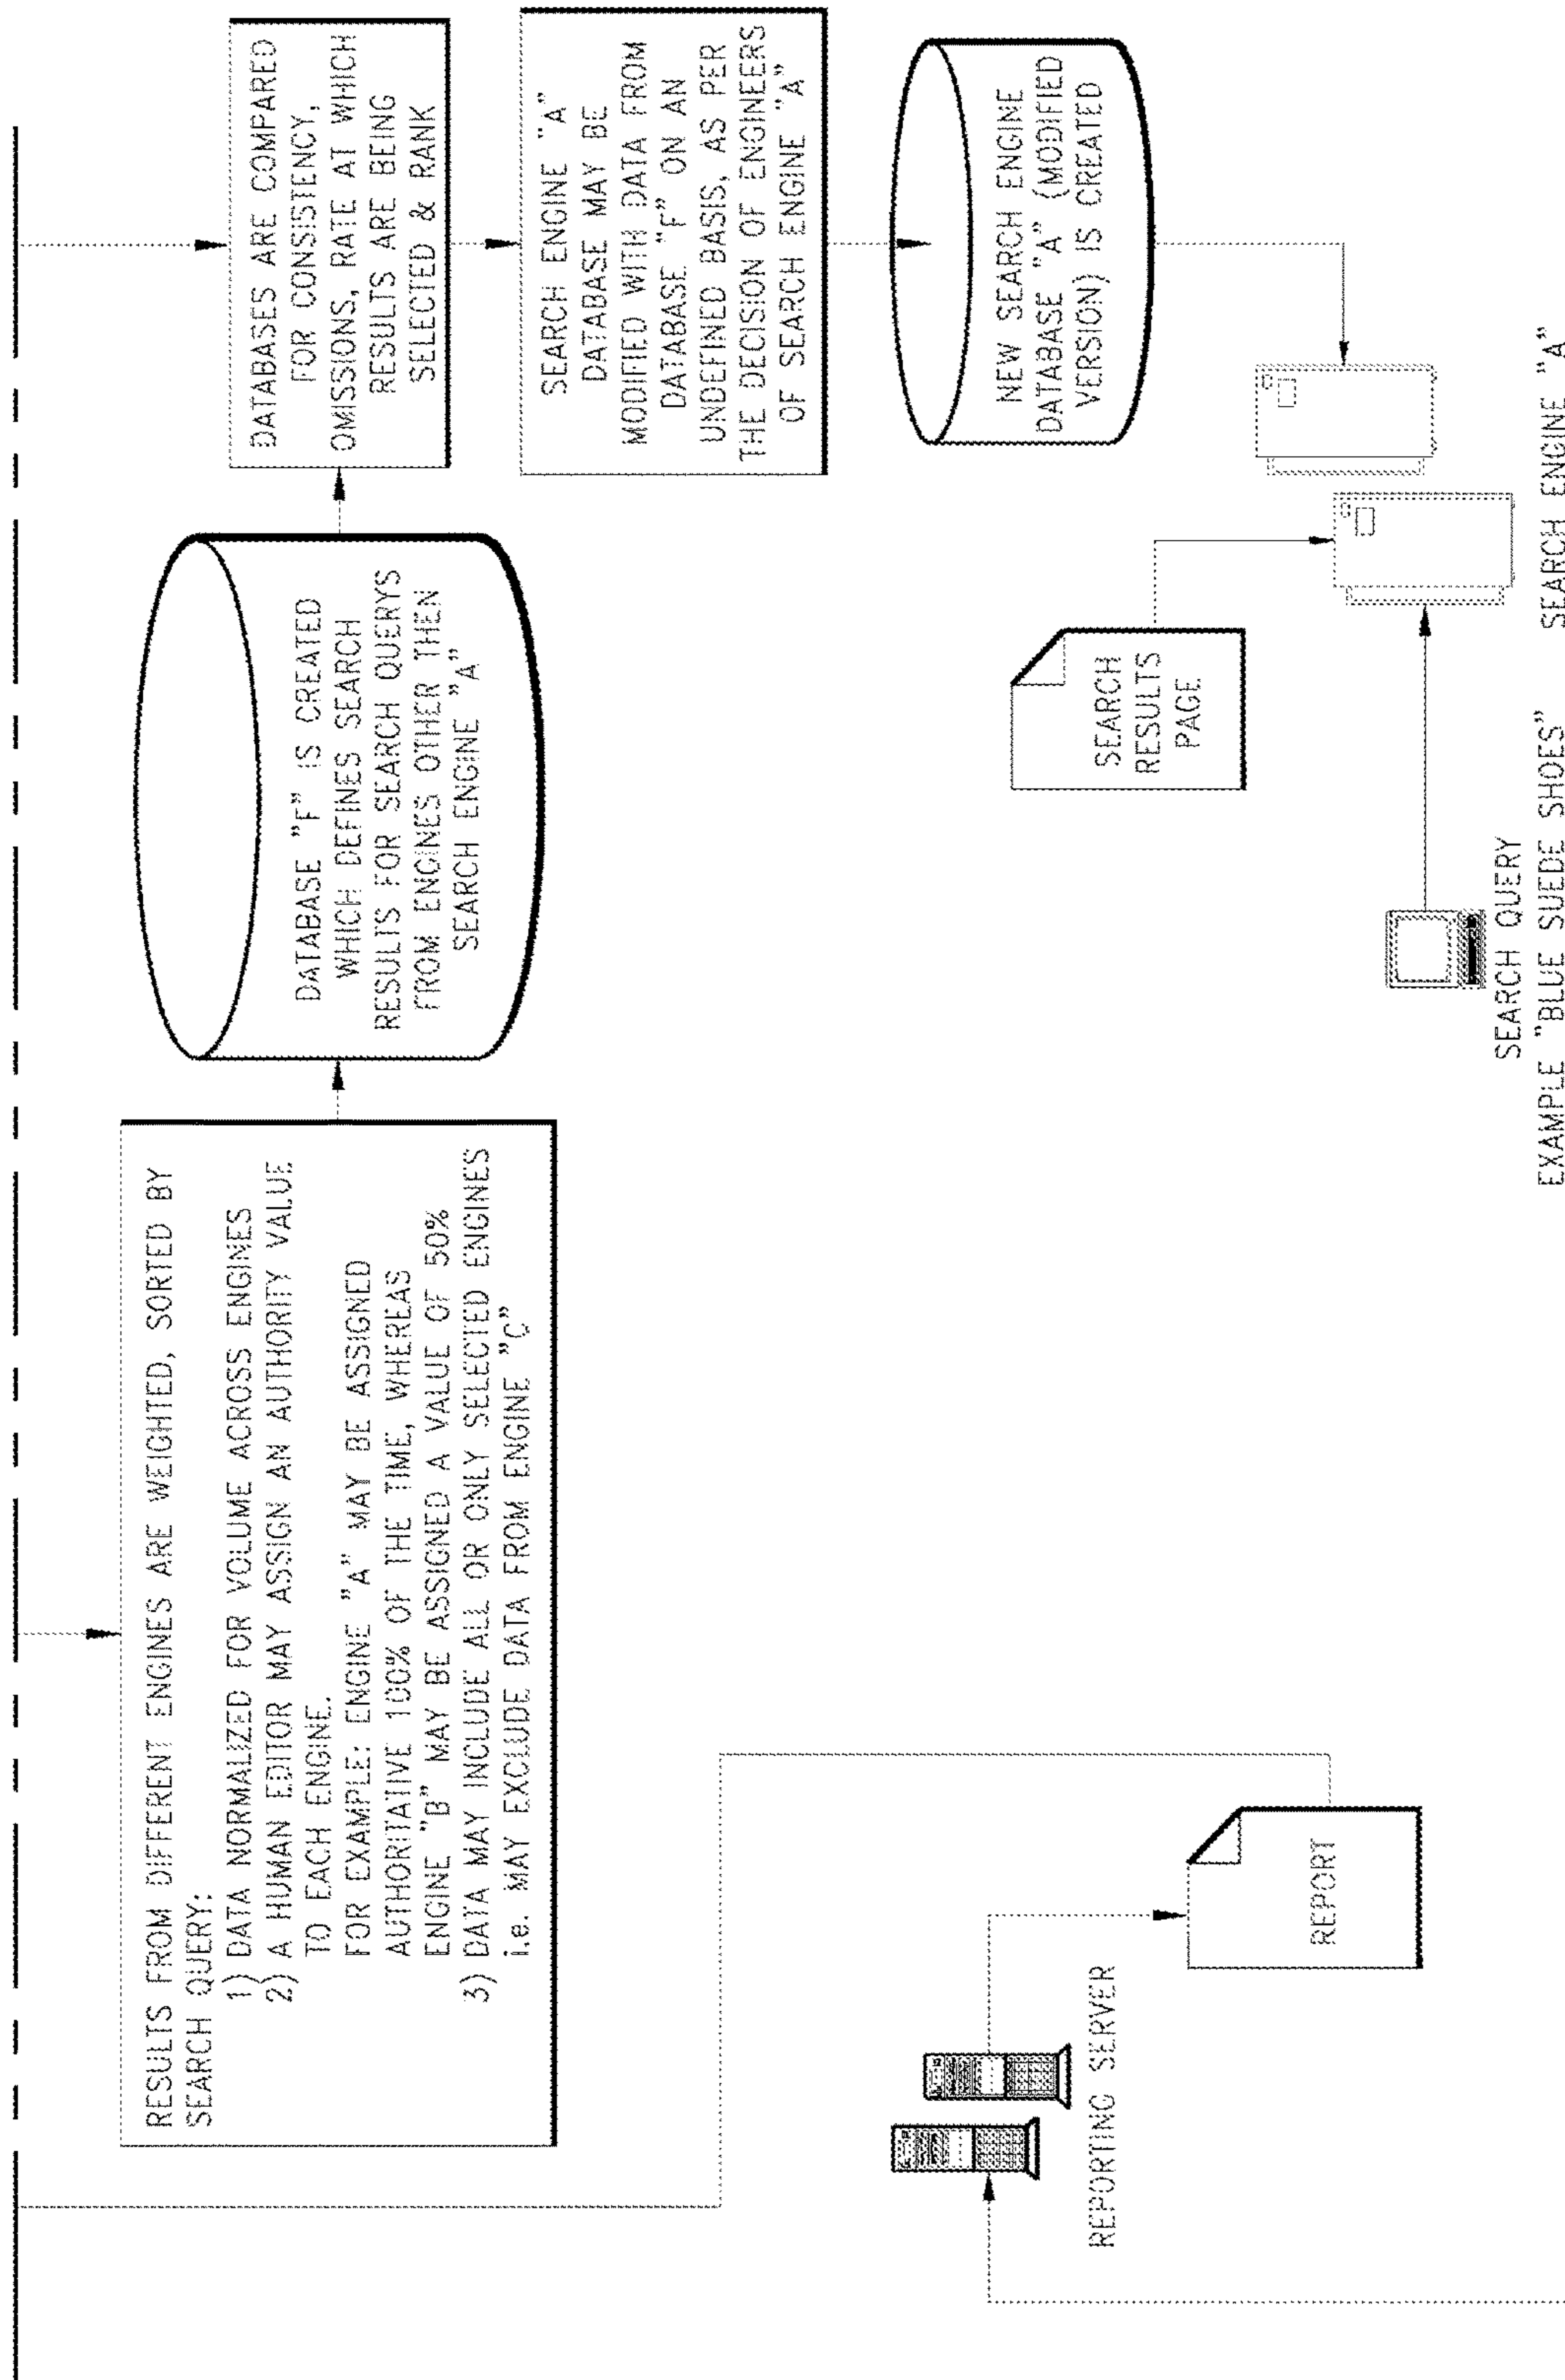 RESULTS FROM DIFFERENT ENGINES ARE WEIGHTED, SORTED BY
SEARCH QUERY:
1) DATA NORMALIZED FOR VOLUME ACROSS ENGINES
2) A HUMAN EDITOR MAY ASSIGN AN AUTHORITY VALUE
TO EACH ENGINE.
FOR EXAMPLE: ENGINE "A" MAY BE ASSIGNED
AUTHORITATIVE 100% OF THE TIME, WHEREAS
ENGINE "B" MAY BE ASSIGNED A VALUE OF 50%
3) DATA MAY INCLUDE ALL OR ONLY SELECTED ENGINES
i.e. MAY EXCLUDE DATA FROM ENGINE "C"
DATABASE "F" IS CREATED
WHICH DEFINES SEARCH
RESULTS FOR SEARCH QUERYS
FROM ENGINES OTHER THEN
SEARCH ENGINE "A"
DATABASES ARE COMPARED
FOR CONSISTENCY,
OMISSIONS, RATE AT WHICH
RESULTS ARE BEING
SELECTED & RANK
SEARCH ENGINE "A"
DATABASE MAY BE
MODIFIED WITH DATA FROM
DATABASE "F" ON AN
UNDEFINED BASIS, AS PER
THE DECISION OF ENGINEERS
OF SEARCH ENGINE "A"
NEW SEARCH ENGINE
DATABASE "A" (MODIFIED
VERSION) IS CREATED
REPORTING SERVER
REPORT
SEARCH
RESULTS
PAGE
SEARCH QUERY
EXAMPLE "BLUE SUEDE SHOES"
SEARCH ENGINE "A"